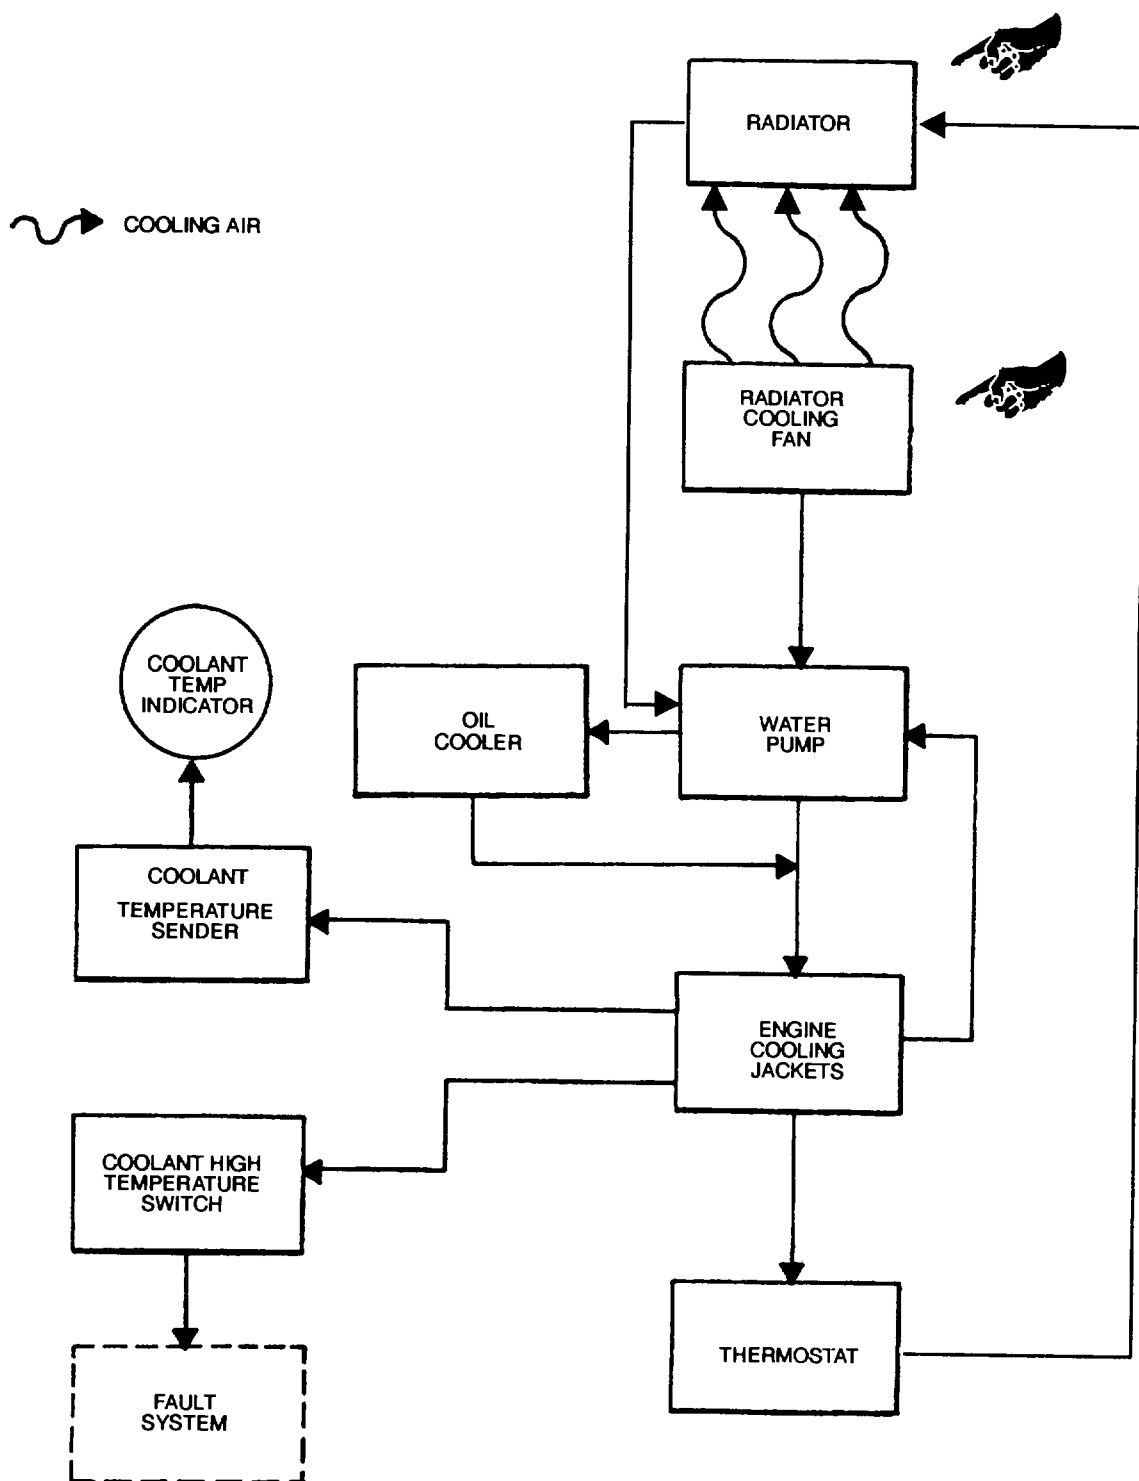 RADIATOR
COOLING AIR
RADIATOR
COOLING
FAN
COOLANT
TEMP
INDICATOR
OIL
COOLER
WATER
PUMP
COOLANT
TEMPERATURE
SENDER
ENGINE
COOLING
JACKETS
COOLANT HIGH
TEMPERATURE
SWITCH
THERMOSTAT
FAULT
SYSTEM